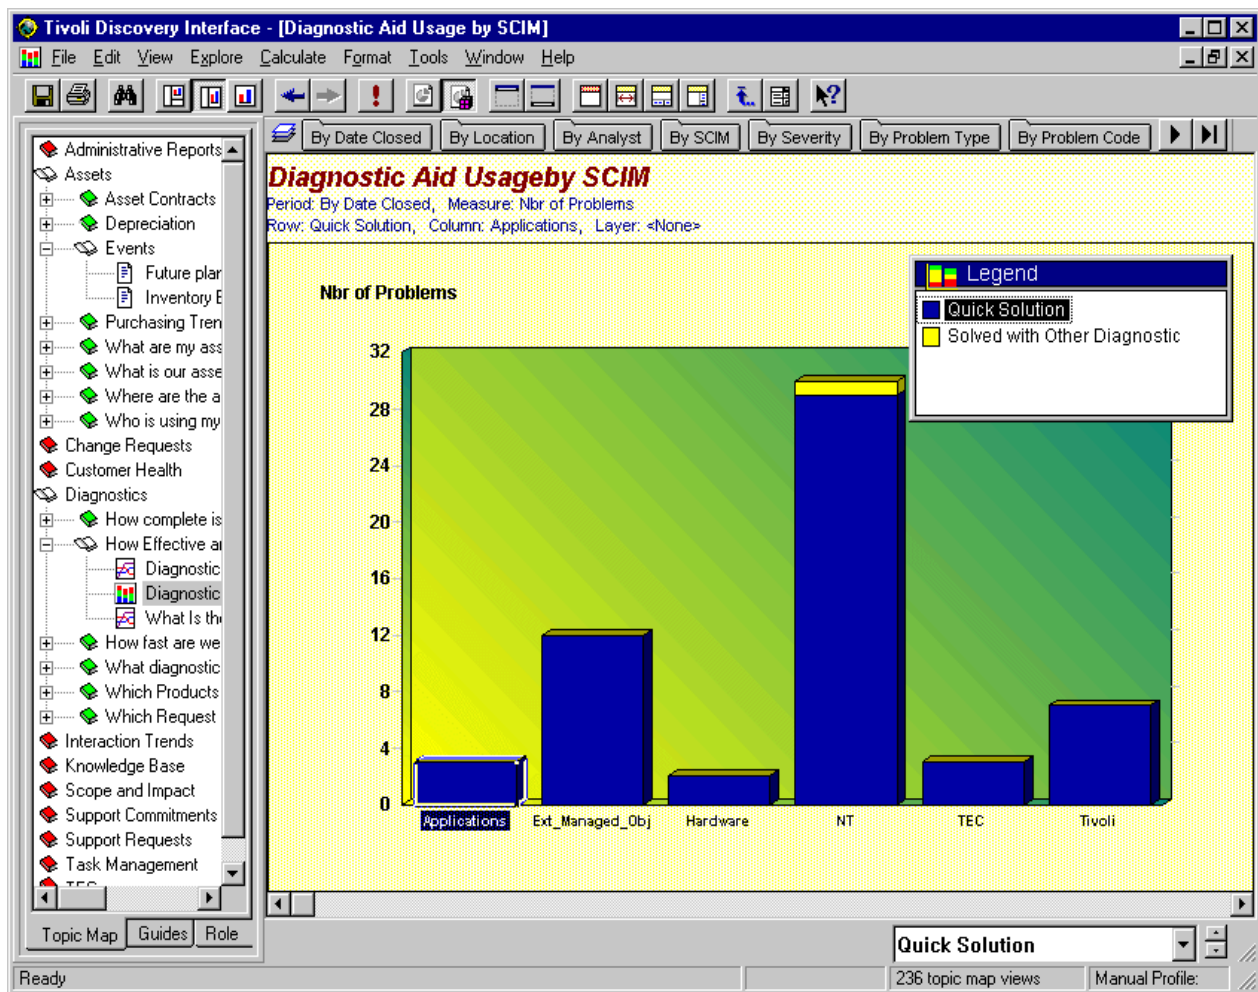 Tivoli Discovery Interface - [Diagnostic Aid Usage by SCIM]
File Edit View Explore Calculate Format Tools Window Help
By Date Closed By Location By Analyst By SCIM By Severity By Problem Type By Problem Code
Administrative Reports
Assets
Asset Contracts
Depreciation
Events
Future plan
Inventory E
Purchasing Tren
What are my ass
What is our asse
Where are the a
Who is using my
Change Requests
Customer Health
Diagnostics
How complete is
How Effective ar
Diagnostic
Diagnostic
What Is the
How fast are we
What diagnostic
Which Products
Which Request
Interaction Trends
Knowledge Base
Scope and Impact
Support Commitments
Support Requests
Task Management
Topic Map Guides Role
Diagnostic Aid Usageby SCIM
Period: By Date Closed, Measure: Nbr of Problems
Row: Quick Solution, Column: Applications, Layer: <None>
Nbr of Problems
Legend
Quick Solution
Solved with Other Diagnostic
32
28
24
20
16
12
8
4
0
Applications Ext_Managed_Obj Hardware NT TEC Tivoli
Quick Solution
Ready 236 topic map views Manual Profile: